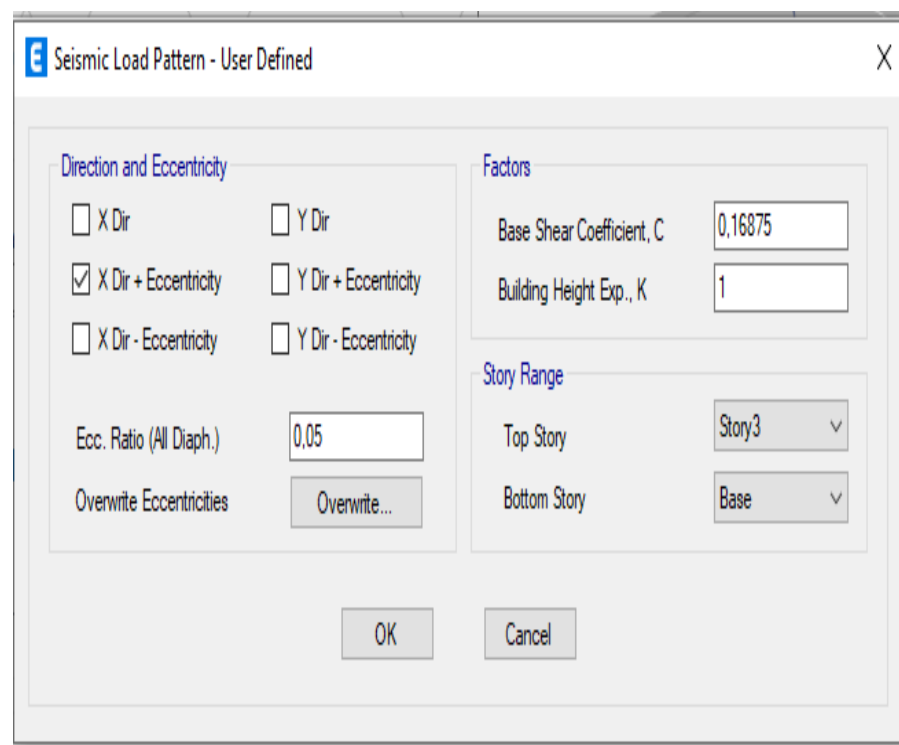 Seismic Load Pattern - User Defined
Direction and Eccentricity
X Dir
Y Dir
X Dir + Eccentricity
Y Dir + Eccentricity
X Dir - Eccentricity
Y Dir - Eccentricity
Ecc. Ratio (All Diaph.)
0,05
Overwrite Eccentricities
Overwrite...
Factors
Base Shear Coefficient, C
0,16875
Building Height Exp., K
1
Story Range
Top Story
Story3
Bottom Story
Base
OK
Cancel